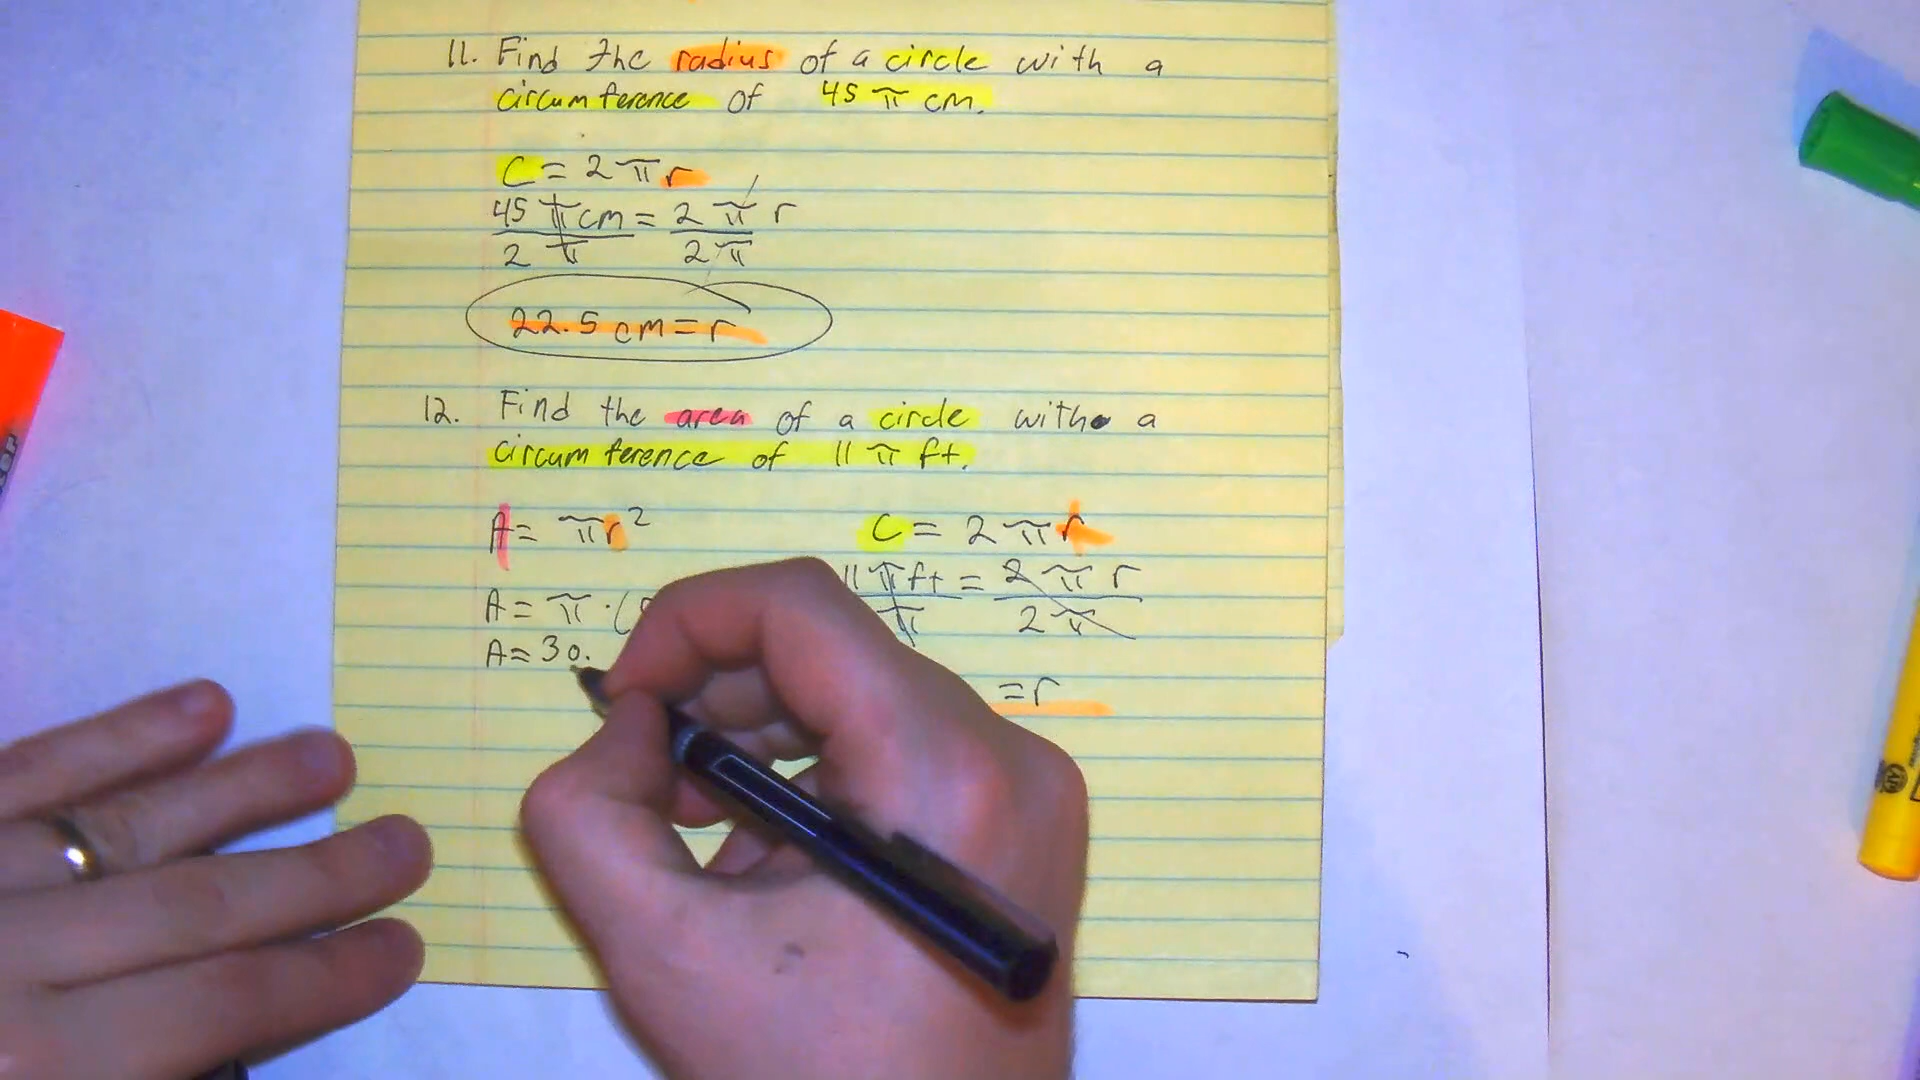 11. Find the radius of a circle with a
circumference of 45 π cm.
C = 2 π r
45 π cm = 2 π r
2 π 2 π
22.5 cm = r
12. Find the area of a circle with a
circumference of 11 π ft.
A = πr² C = 2 π r
11 π ft = 2 π r
π 2 π
A = π · (
A = 30.
= r